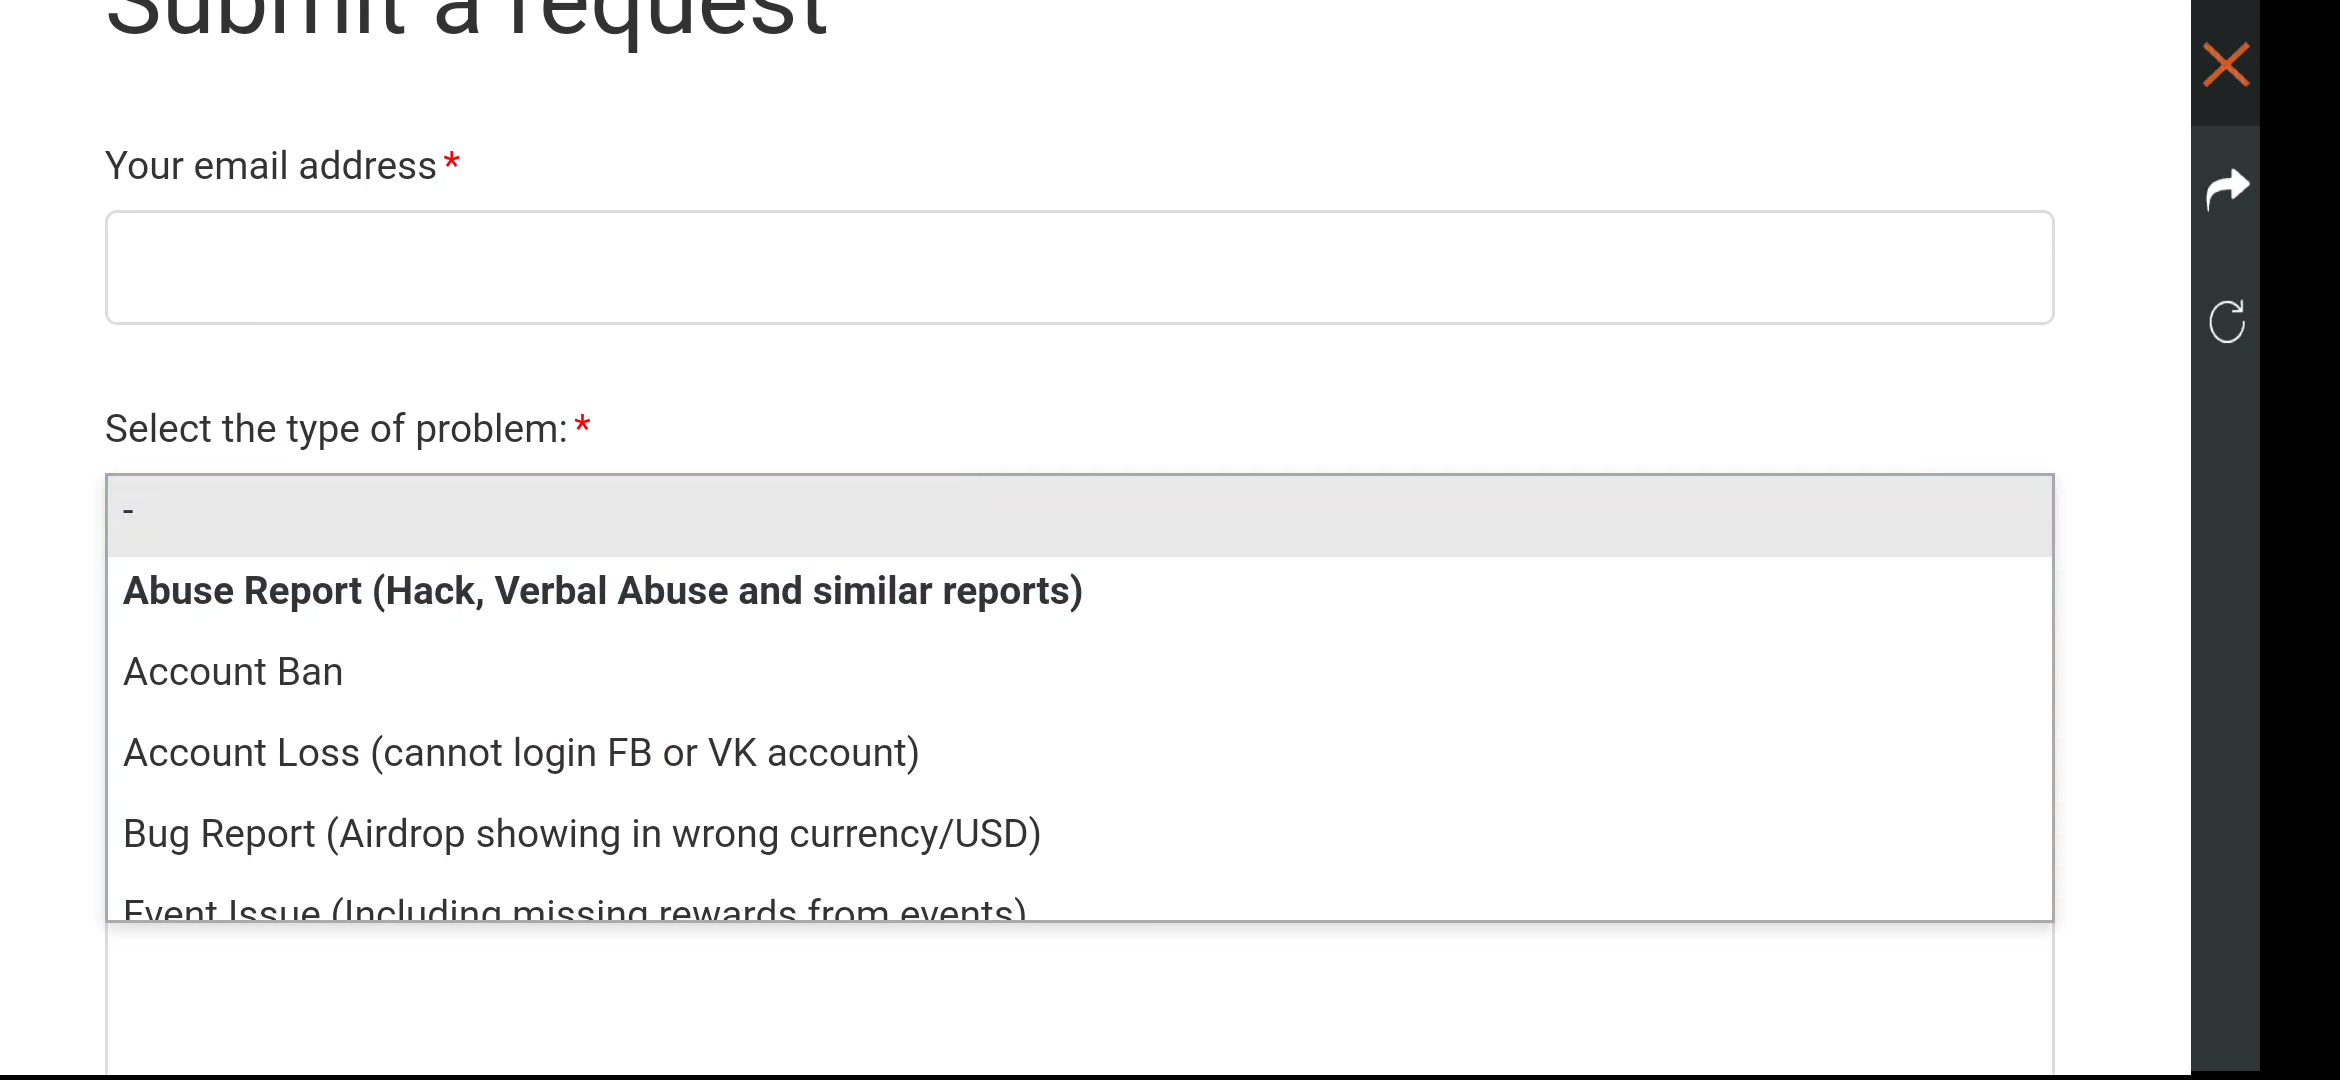 Submit a request
Your email address *
Select the type of problem: *
-
Abuse Report (Hack, Verbal Abuse and similar reports)
Account Ban
Account Loss (cannot login FB or VK account)
Bug Report (Airdrop showing in wrong currency/USD)
Event Issue (Including missing rewards from events)